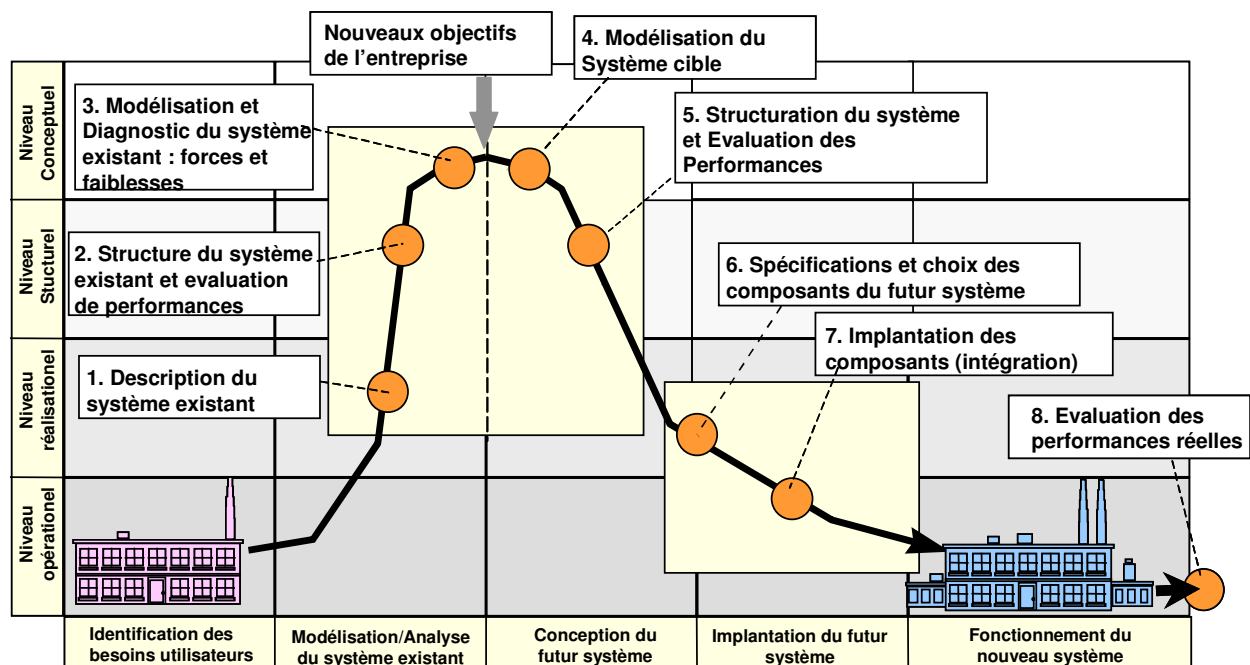 Nouveaux objectifs
de l'entreprise
4. Modélisation du
Système cible
3. Modélisation et
Diagnostic du système
existant : forces et
faiblesses
5. Structuration du système
et Evaluation des
Performances
2. Structure du système
existant et evaluation
de performances
6. Spécifications et choix des
composants du futur système
7. Implantation des
composants (intégration)
1. Description du
système existant
8. Evaluation des
performances réelles
Niveau
Conceptuel
Niveau
Stucturel
Niveau
réalisationel
Niveau
opérationel
Identification des
besoins utilisateurs
Modélisation/Analyse
du système existant
Conception du
futur système
Implantation du futur
système
Fonctionnement du
nouveau système